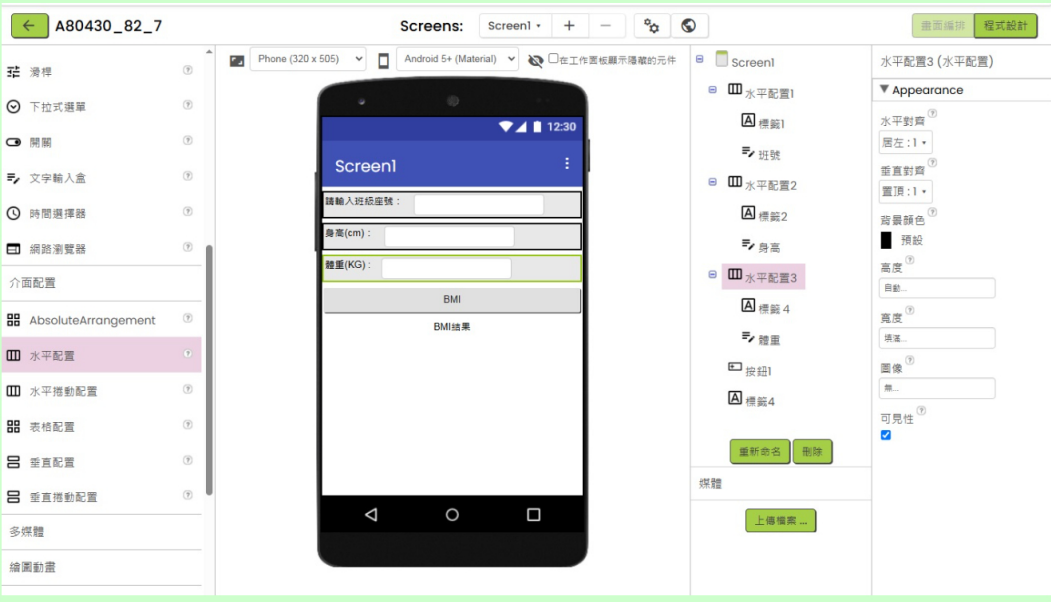 A80430_82_7
Screens:
Screen1
畫面編排
程式設計
滑桿
下拉式選單
開關
文字輸入盒
時間選擇器
網路瀏覽器
介面配置
AbsoluteArrangement
水平配置
水平捲動配置
表格配置
垂直配置
垂直捲動配置
多媒體
繪圖動畫
Phone (320 x 505)
Android 5+ (Material)
在工作面板顯示隱藏的元件
12:30
Screen1
請輸入班級座號：
身高(cm)：
體重(KG)：
BMI
BMI结果
Screen1
水平配置1
標籤1
班號
水平配置2
標籤2
身高
水平配置3
標籤 4
體重
按鈕1
標籤4
重新命名
刪除
媒體
上傳檔案 ...
水平配置3 (水平配置)
Appearance
水平對齊
居左 : 1
垂直對齊
置頂 : 1
背景顏色
預設
高度
自動...
寬度
填滿...
圖像
無...
可見性